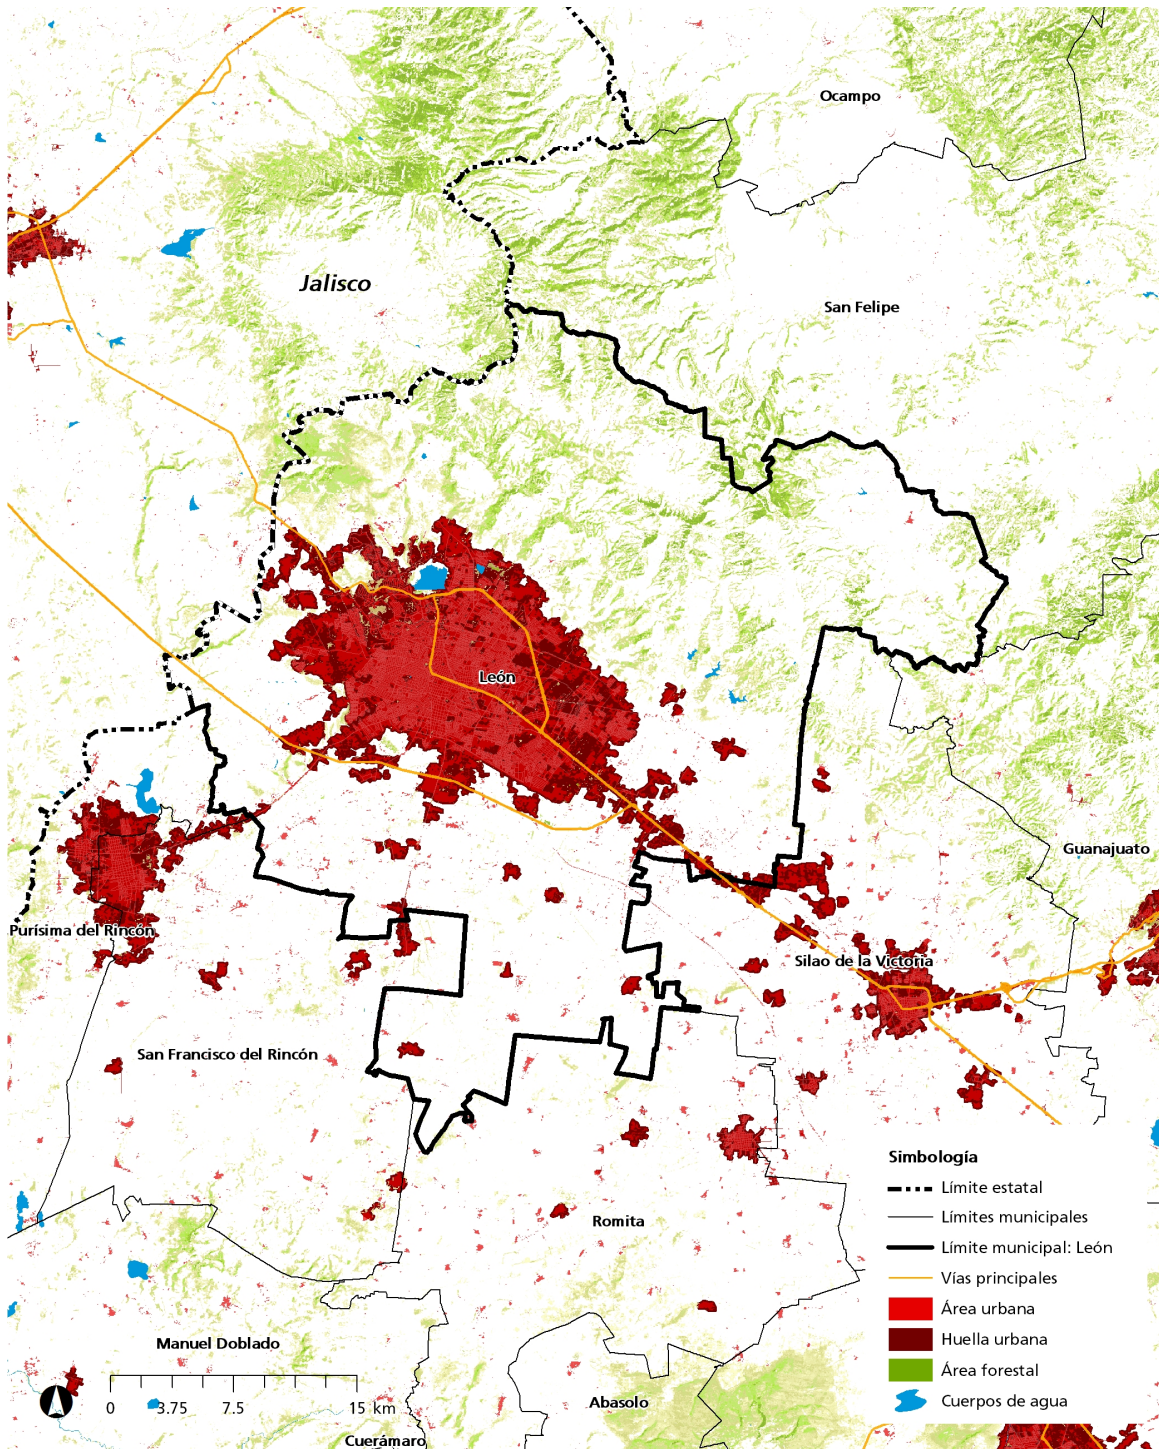 Ocampo
Jalisco
San Felipe
León
Guanajuato
Purísima del Rincón
Silao de la Victoria
San Francisco del Rincón
Romita
Manuel Doblado
Abasolo
Cuerámaro
0 3.75 7.5 15 km
Simbología
Límite estatal
Límites municipales
Límite municipal: León
Vías principales
Área urbana
Huella urbana
Área forestal
Cuerpos de agua